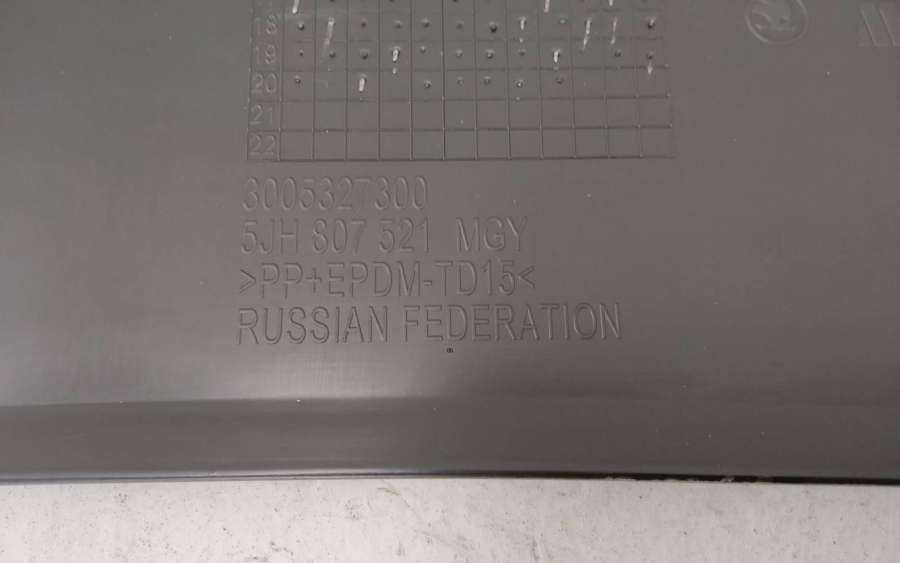 18
19
20
21
22
3005327300
5JH 807 521 MGY
>PP+EPDM-TD15<
RUSSIAN FEDERATION